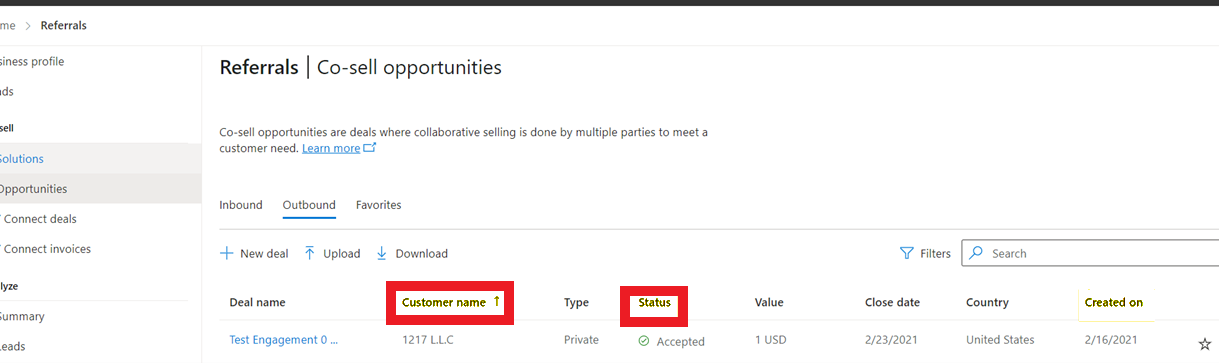 me > Referrals
siness profile
ds
sell
Solutions
Opportunities
Connect deals
Connect invoices
lyze
Summary
Leads
Referrals | Co-sell opportunities
Co-sell opportunities are deals where collaborative selling is done by multiple parties to meet a
customer need. Learn more
Inbound Outbound Favorites
New deal Upload Download Filters Search
Deal name Customer name ↑ Type Status Value Close date Country Created on
Test Engagement 0 ... 1217 L.L.C Private Accepted 1 USD 2/23/2021 United States 2/16/2021